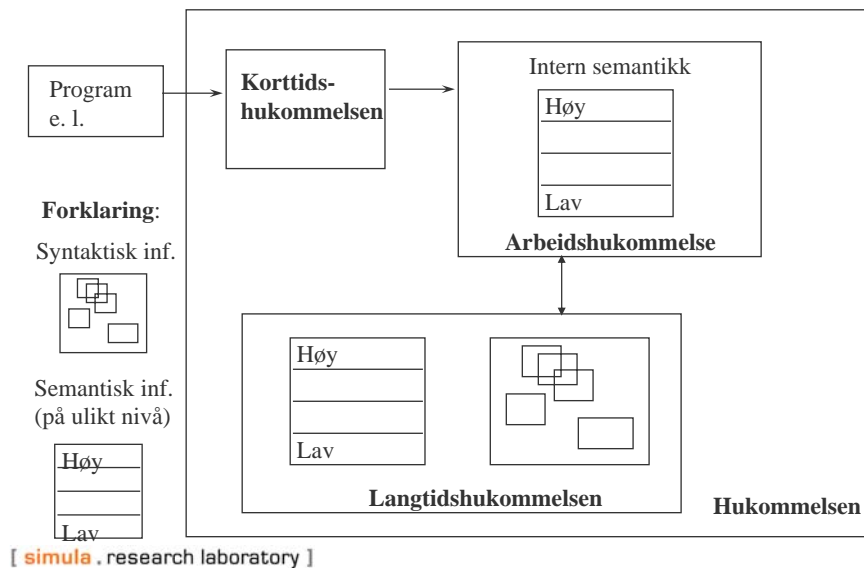 Program
e. l.
Korttids-
hukommelsen
Intern semantikk
Høy
Lav
Arbeidshukommelse
Forklaring:
Syntaktisk inf.
Semantisk inf.
(på ulikt nivå)
Høy
Lav
Høy
Lav
Langtidshukommelsen
Hukommelsen
[ simula . research laboratory ]